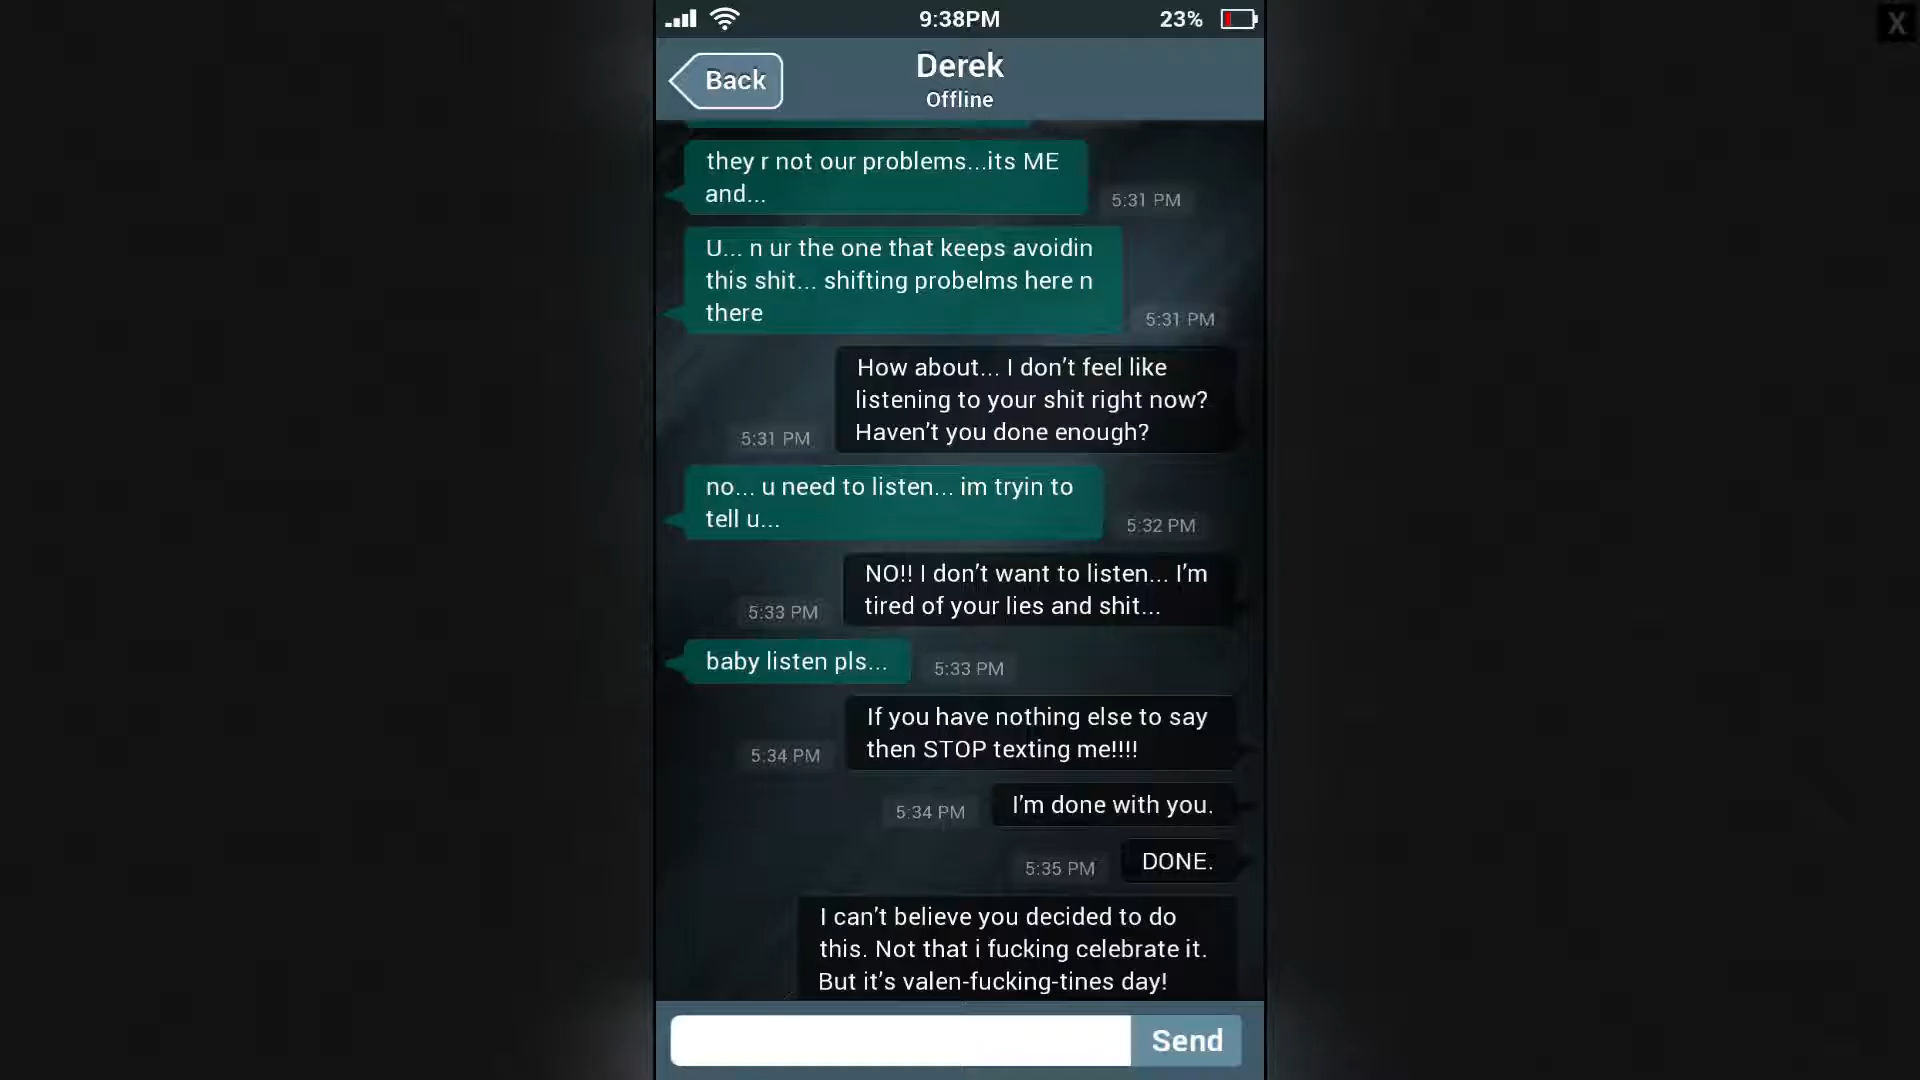 9:38PM
23%
X
Back
Derek
Offline
they r not our problems...its ME
and...
5:31 PM
U... n ur the one that keeps avoidin
this shit... shifting probelms here n
there
5:31 PM
How about... I don’t feel like
listening to your shit right now?
Haven’t you done enough?
5:31 PM
no... u need to listen... im tryin to
tell u...
5:32 PM
NO!! I don’t want to listen... I’m
tired of your lies and shit...
5:33 PM
baby listen pls...
5:33 PM
If you have nothing else to say
then STOP texting me!!!!
5:34 PM
I’m done with you.
5:34 PM
DONE.
5:35 PM
I can’t believe you decided to do
this. Not that i fucking celebrate it.
But it’s valen-fucking-tines day!
Send